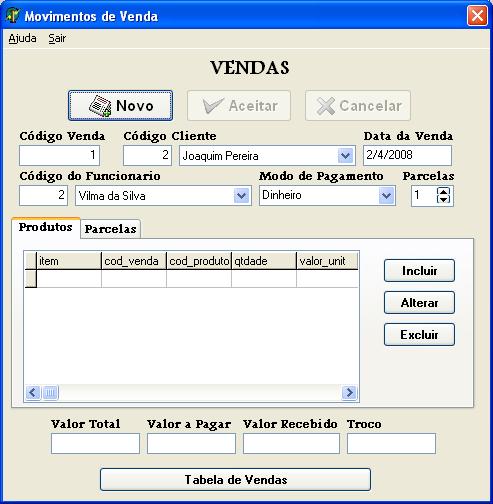 Movimentos de Venda
Ajuda Sair
VENDAS
Novo Aceitar Cancelar
Código Venda Código Cliente Data da Venda
1 2 Joaquim Pereira 2/4/2008
Código do Funcionario Modo de Pagamento Parcelas
2 Vilma da Silva Dinheiro 1
Produtos Parcelas
item cod_venda cod_produto qtdade valor_unit
Incluir
Alterar
Excluir
Valor Total Valor a Pagar Valor Recebido Troco
Tabela de Vendas